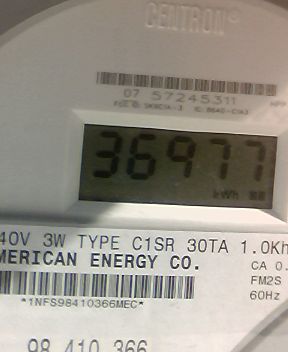 CENTRON®
07 57245311
36977
kWh
40V 3W TYPE C1SR 30TA 1.0Kh
MERICAN ENERGY CO.
CA 0.
FM2S
*1NFS98410366MEC*
60Hz
98 410 366